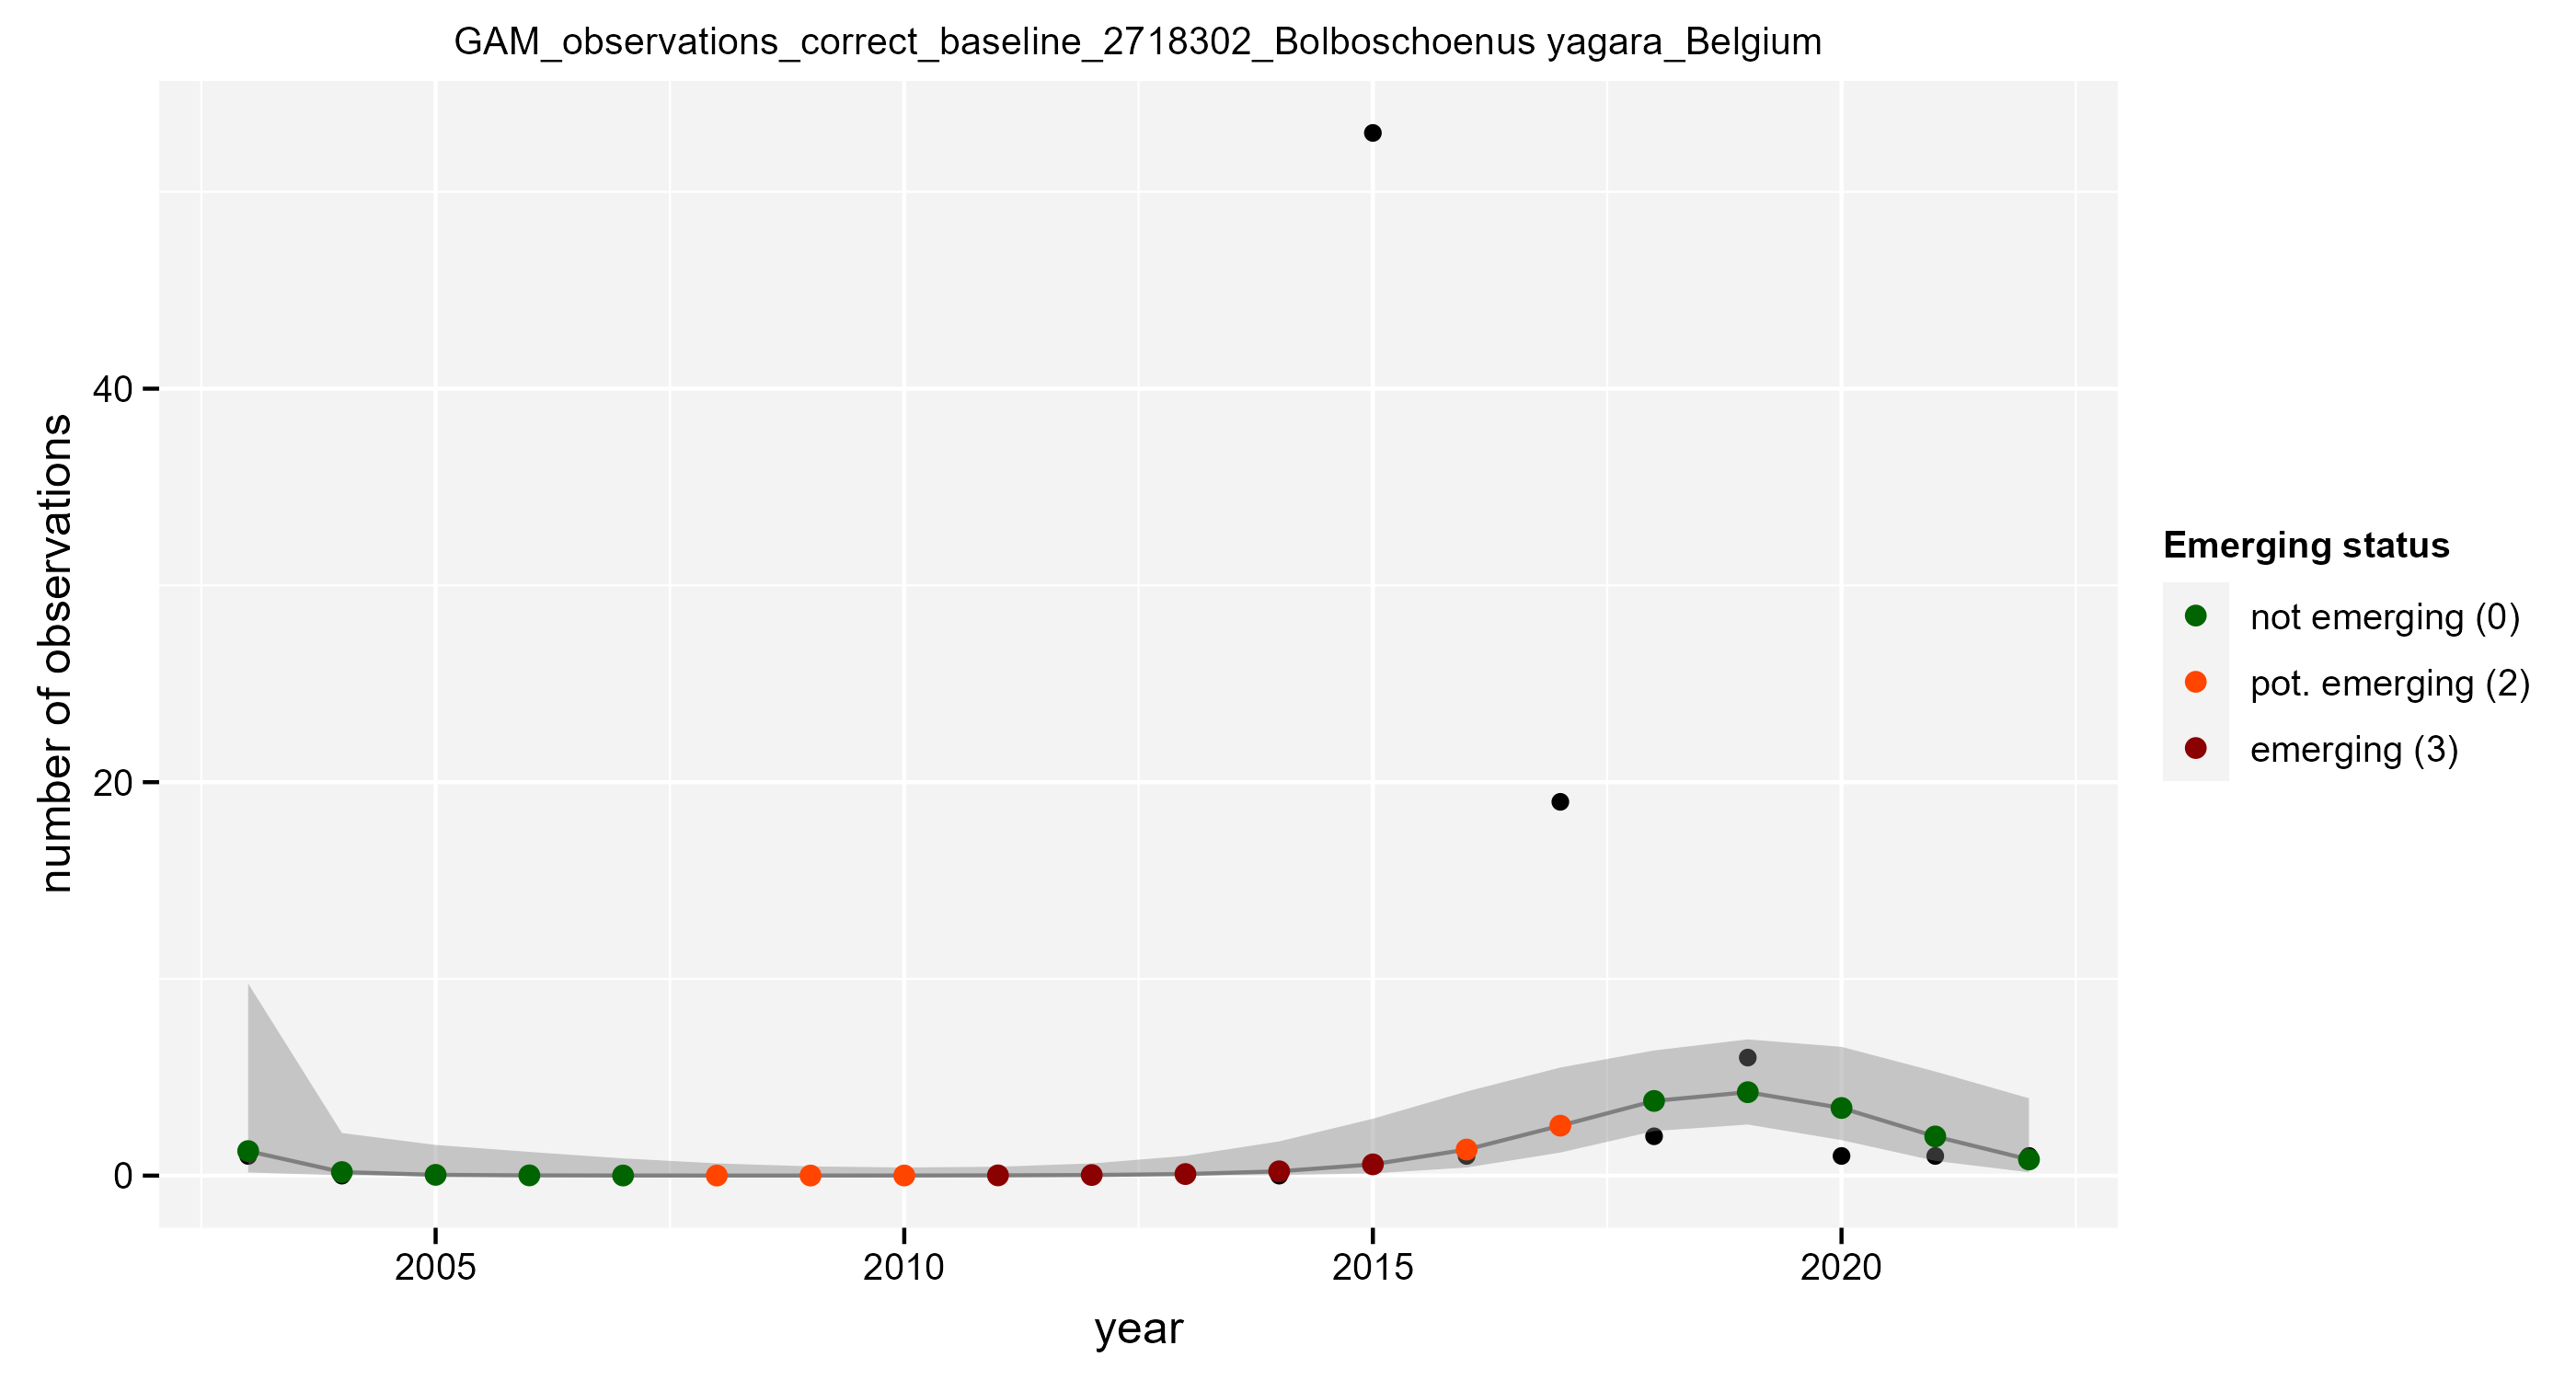 GAM_observations_correct_baseline_2718302_Bolboschoenus yagara_Belgium
number of observations
40
20
0
2005
2010
2015
2020
year
Emerging status
not emerging (0)
pot. emerging (2)
emerging (3)